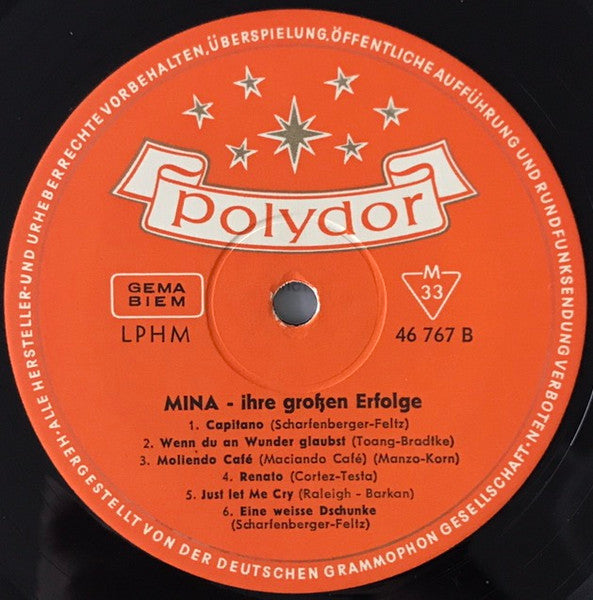 ALLE HERSTELLER-UND URHEBERRECHTE VORBEHALTEN, ÜBERSPIELUNG, ÖFFENTLICHE AUFFÜHRUNG UND RUNDFUNKSENDUNG VERBOTEN.
polydor
GEMA
BIEM
LPHM
M
33
46 767 B
MINA - ihre großen Erfolge
1. Capitano (Scharfenberger-Feltz)
2. Wenn du an Wunder glaubst (Toang-Bradtke)
3. Moliendo Café (Maciando Café) (Manzo-Korn)
4. Renato (Cortez-Testa)
5. Just let Me Cry (Raleigh - Barkan)
6. Eine weisse Dschunke
(Scharfenberger-Feltz)
HERGESTELLT VON DER DEUTSCHEN GRAMMOPHON GESELLSCHAFT